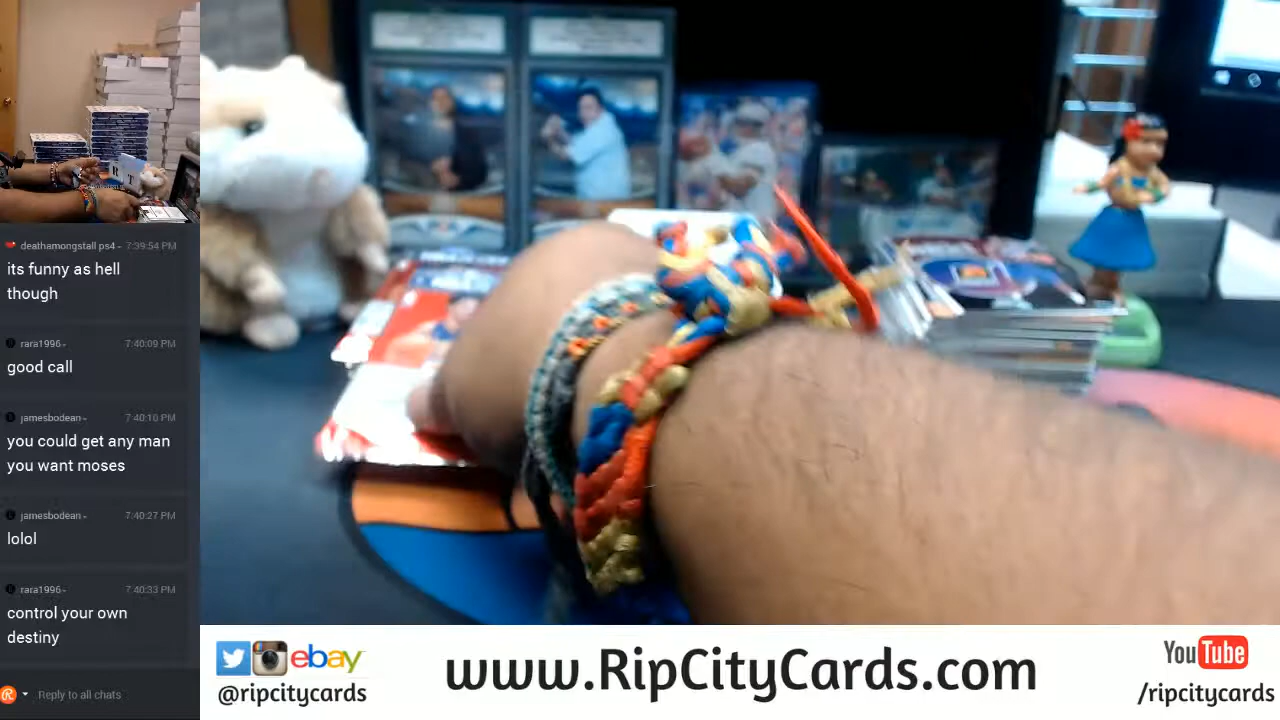 deathamongstall ps4 - 7:39:54 PM
its funny as hell
though
rara1996 - 7:40:09 PM
good call
jamesbodean - 7:40:10 PM
you could get any man
you want moses
jamesbodean - 7:40:27 PM
lolol
rara1996 - 7:40:33 PM
control your own
destiny
Reply to all chats
ebay
@ripcitycards
www.RipCityCards.com
YouTube
/ripcitycards